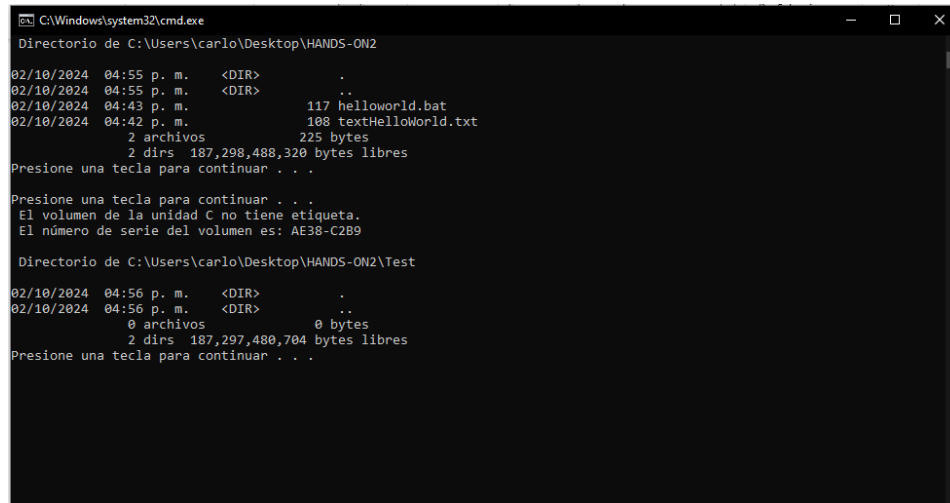 C:\Windows\system32\cmd.exe
Directorio de C:\Users\carlo\Desktop\HANDS-ON2
02/10/2024 04:55 p. m. <DIR> .
02/10/2024 04:55 p. m. <DIR> ..
02/10/2024 04:43 p. m. 117 helloworld.bat
02/10/2024 04:42 p. m. 108 textHelloWorld.txt
2 archivos 225 bytes
2 dirs 187,298,488,320 bytes libres
Presione una tecla para continuar . . .
Presione una tecla para continuar . . .
El volumen de la unidad C no tiene etiqueta.
El número de serie del volumen es: AE38-C2B9
Directorio de C:\Users\carlo\Desktop\HANDS-ON2\Test
02/10/2024 04:56 p. m. <DIR> .
02/10/2024 04:56 p. m. <DIR> ..
0 archivos 0 bytes
2 dirs 187,297,480,704 bytes libres
Presione una tecla para continuar . . .